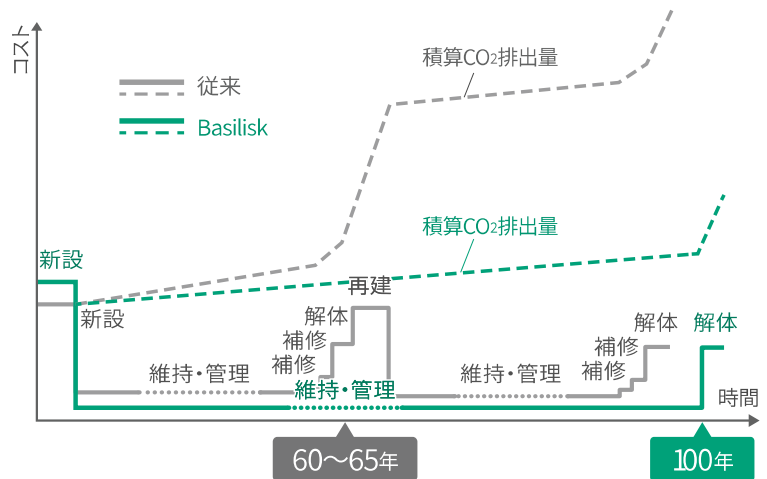 コスト
従来
Basilisk
積算CO2排出量
積算CO2排出量
新設
新設
再建
解体
補修
補修
維持・管理
維持・管理
維持・管理
解体
補修
補修
解体
時間
60〜65年
100年